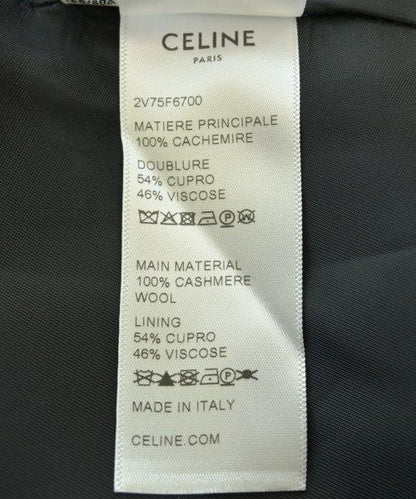 CELINE
PARIS
2V75F6700
MATIERE PRINCIPALE
100% CACHEMIRE
DOUBLURE
54% CUPRO
46% VISCOSE
MAIN MATERIAL
100% CASHMERE
WOOL
LINING
54% CUPRO
46% VISCOSE
MADE IN ITALY
CELINE.COM